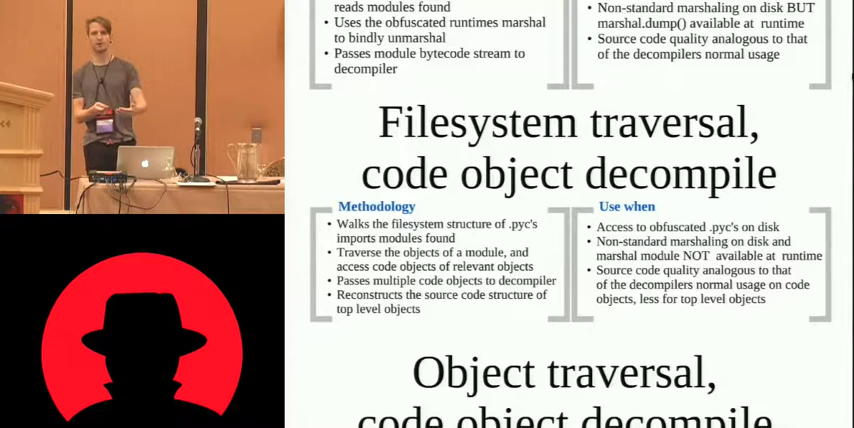 reads modules found
• Uses the obfuscated runtimes marshal
to bindly unmarshal
• Passes module bytecode stream to
decompiler
• Non-standard marshaling on disk BUT
marshal.dump() available at runtime
• Source code quality analogous to that
of the decompilers normal usage
Filesystem traversal,
code object decompile
Methodology
• Walks the filesystem structure of .pyc's
imports modules found
• Traverse the objects of a module, and
access code objects of relevant objects
• Passes multiple code objects to decompiler
• Reconstructs the source code structure of
top level objects
Use when
• Access to obfuscated .pyc's on disk
• Non-standard marshaling on disk and
marshal module NOT available at runtime
• Source code quality analogous to that
of the decompilers normal usage on code
objects, less for top level objects
Object traversal,
code object decompile